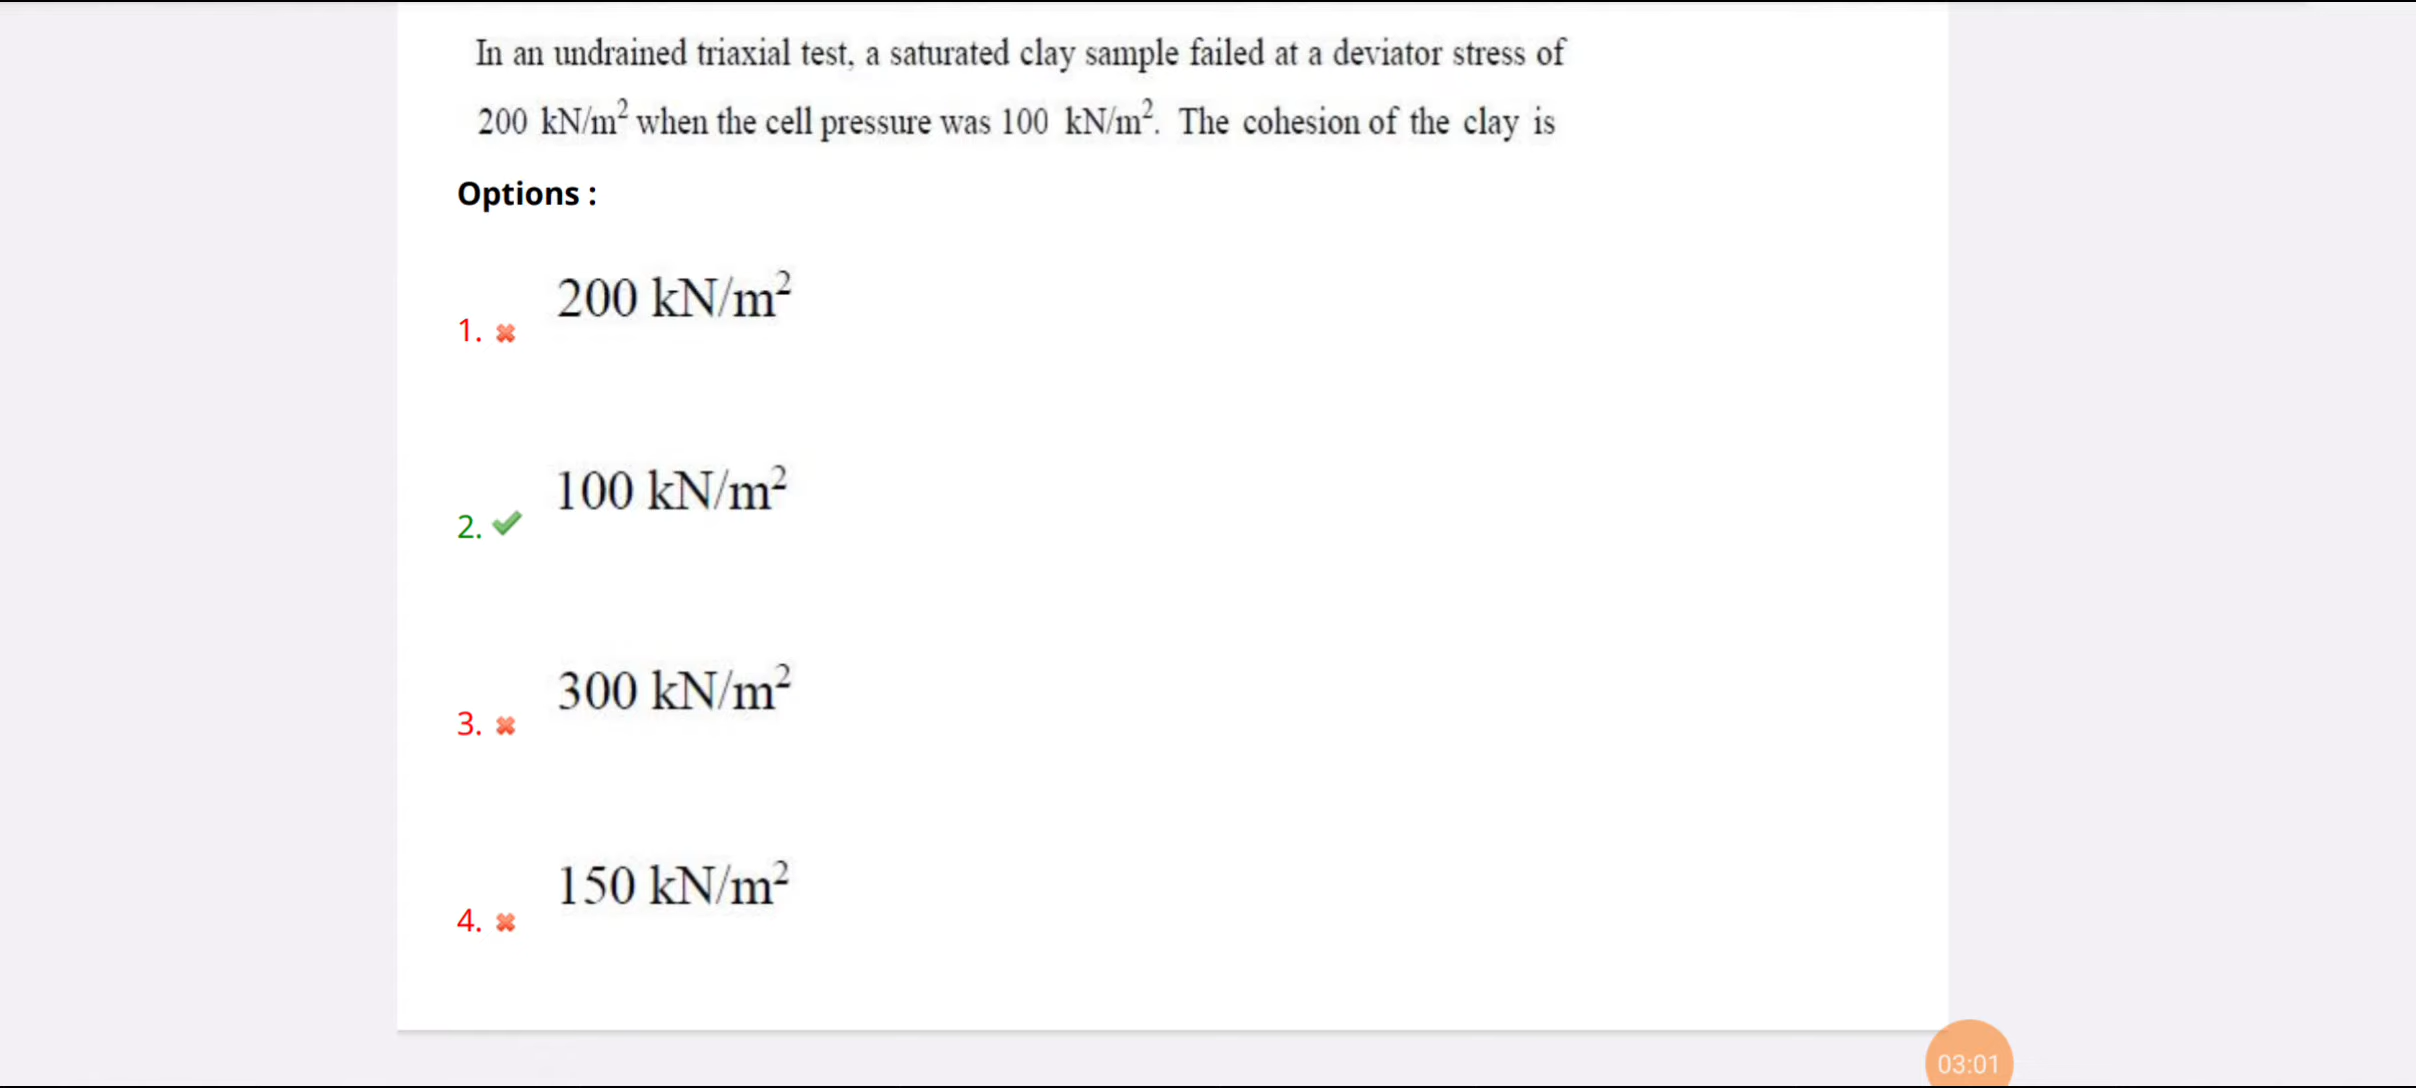 In an undrained triaxial test, a saturated clay sample failed at a deviator stress of
200 kN/m² when the cell pressure was 100 kN/m². The cohesion of the clay is
Options :
200 kN/m²
1.
100 kN/m²
2.
300 kN/m²
3.
150 kN/m²
4.
03:01